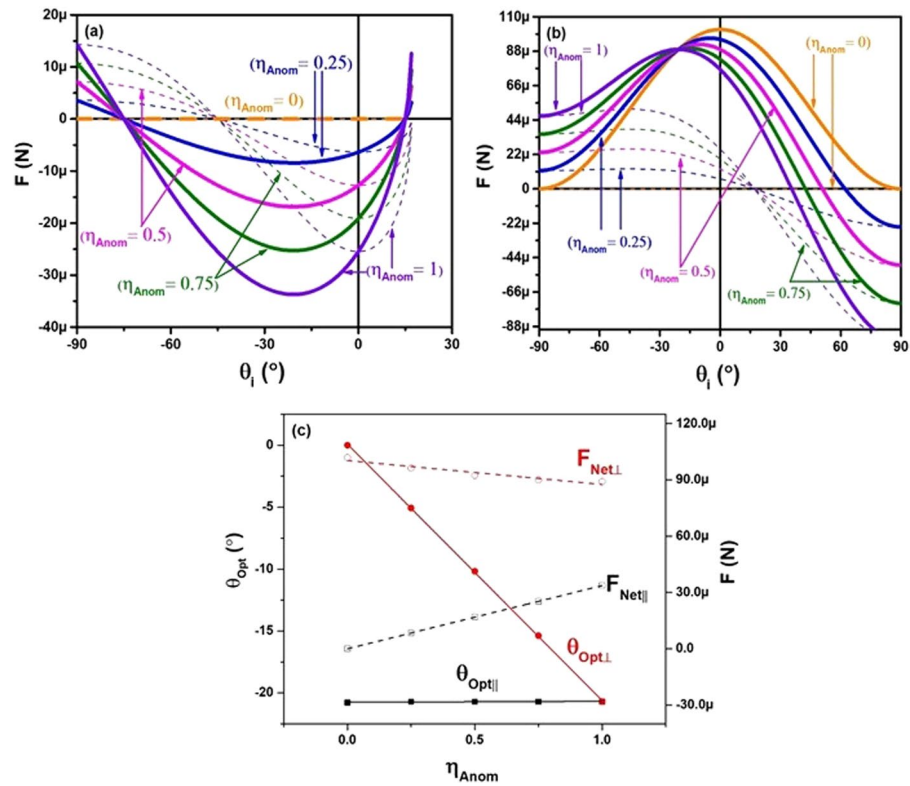 (a)
20µ
10µ
0
-10µ
-20µ
-30µ
-40µ
F (N)
(ηAnom= 0.25)
(ηAnom= 0)
(ηAnom= 0.5)
(ηAnom= 0.75)
(ηAnom= 1)
-90 -60 -30 0 30
θi (°)
(b)
110µ
88µ
66µ
44µ
22µ
0
-22µ
-44µ
-66µ
-88µ
F (N)
(ηAnom= 1)
(ηAnom= 0)
(ηAnom= 0.25)
(ηAnom= 0.5)
(ηAnom= 0.75)
-90 -60 -30 0 30 60 90
θi (°)
(c)
0
-5
-10
-15
-20
θOpt (°)
120.0µ
90.0µ
60.0µ
30.0µ
0.0
-30.0µ
F (N)
FNet⊥
FNet||
θOpt⊥
θOpt||
0.0 0.5 1.0
ηAnom